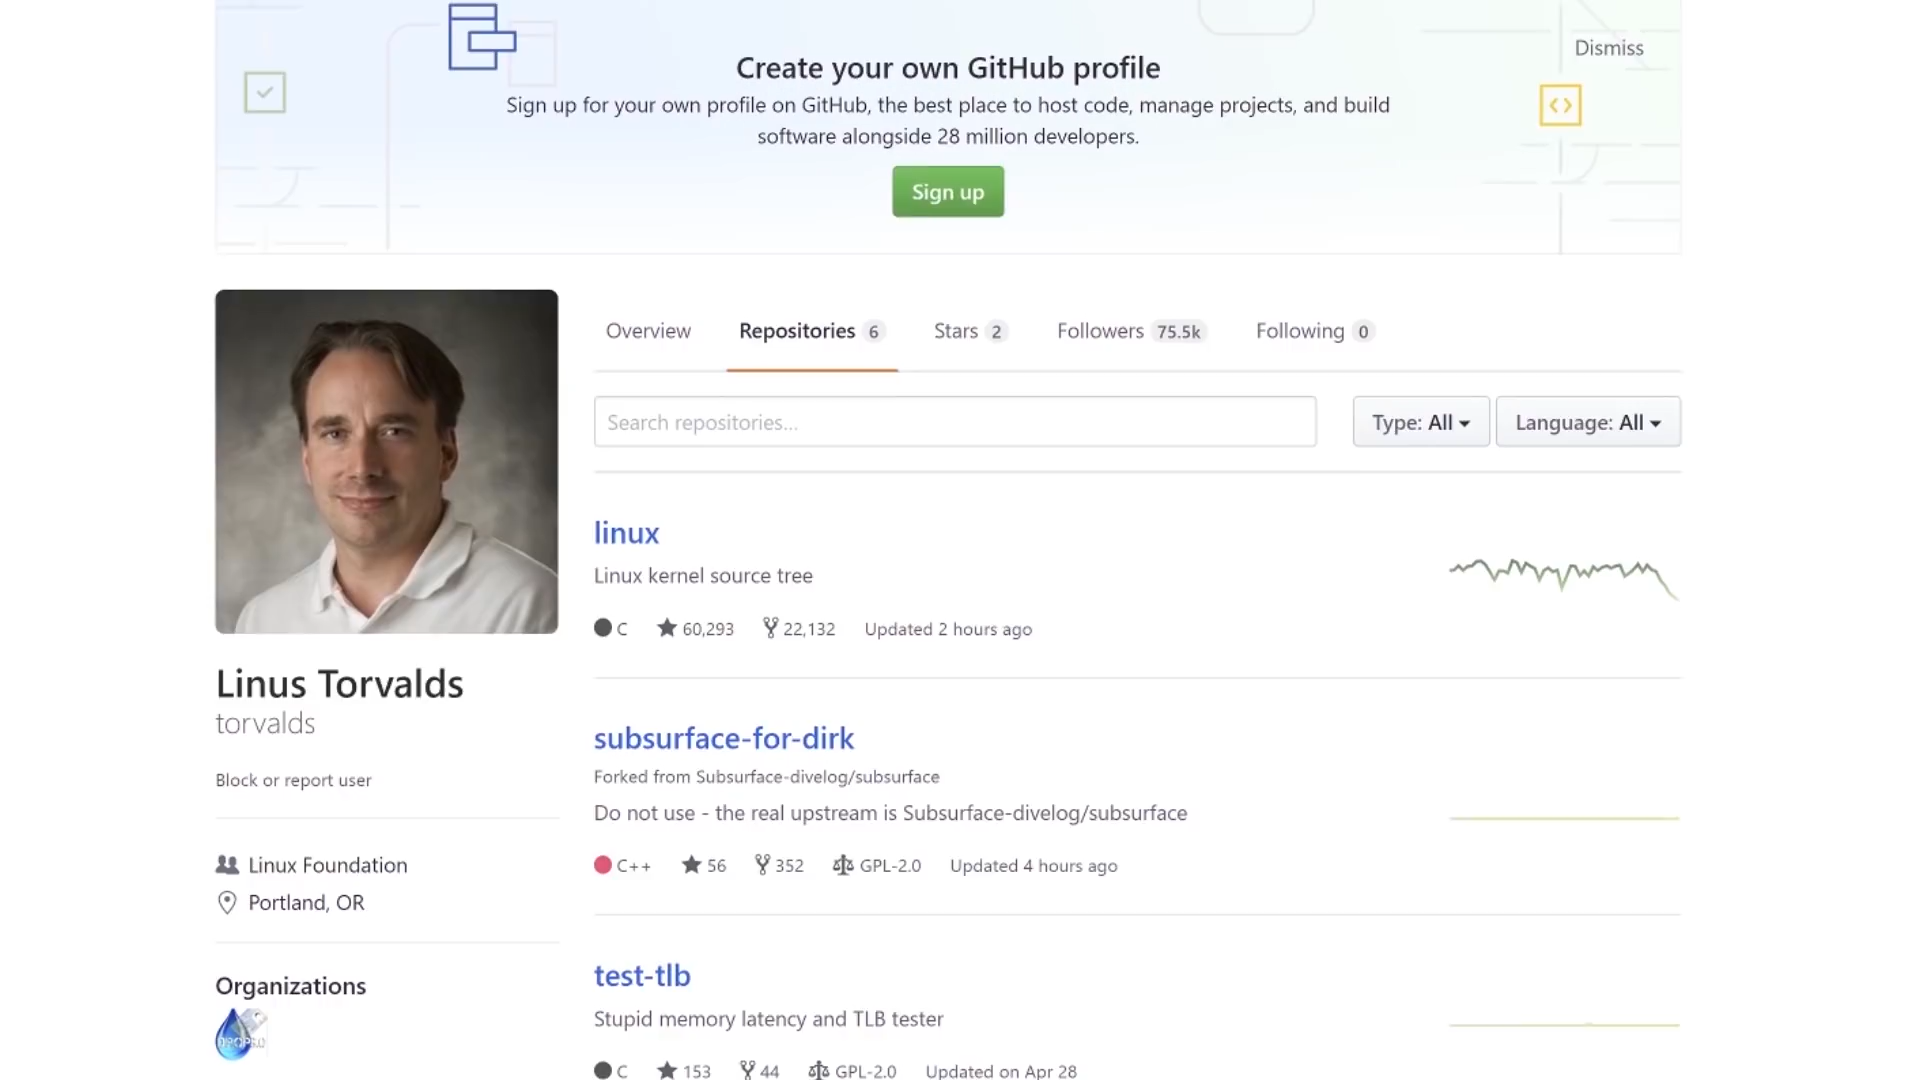 Dismiss
Create your own GitHub profile
Sign up for your own profile on GitHub, the best place to host code, manage projects, and build
software alongside 28 million developers.
Sign up
Overview Repositories 6 Stars 2 Followers 75.5k Following 0
Search repositories...
Type: All Language: All
linux
Linux kernel source tree
C 60,293 22,132 Updated 2 hours ago
Linus Torvalds
torvalds
Block or report user
Linux Foundation
Portland, OR
Organizations
subsurface-for-dirk
Forked from Subsurface-divelog/subsurface
Do not use - the real upstream is Subsurface-divelog/subsurface
C++ 56 352 GPL-2.0 Updated 4 hours ago
test-tlb
Stupid memory latency and TLB tester
C 153 44 GPL-2.0 Updated on Apr 28